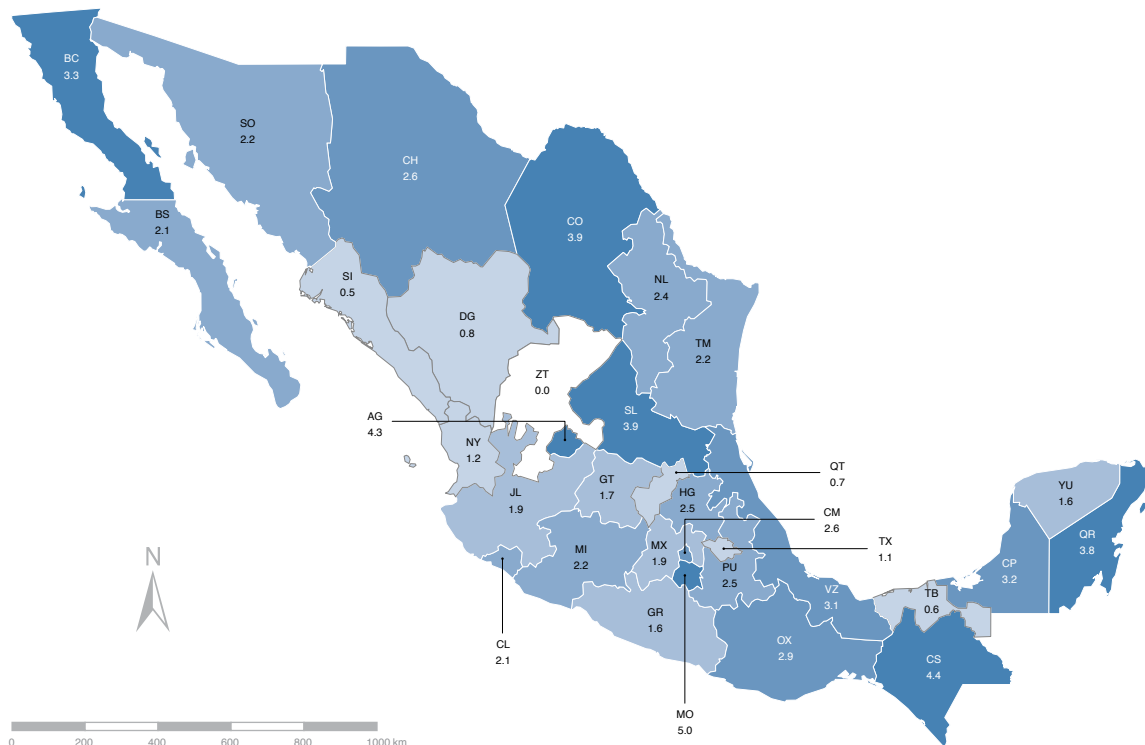 BC
3.3
SO
2.2
CH
2.6
BS
2.1
CO
3.9
SI
0.5
NL
2.4
DG
0.8
TM
2.2
ZT
0.0
AG
4.3
SL
3.9
NY
1.2
QT
0.7
JL
1.9
GT
1.7
HG
2.5
YU
1.6
CM
2.6
QR
3.8
TX
1.1
MI
2.2
MX
1.9
PU
2.5
CP
3.2
VZ
3.1
TB
0.6
GR
1.6
CL
2.1
OX
2.9
CS
4.4
MO
5.0
N
0 200 400 600 800 1000 km